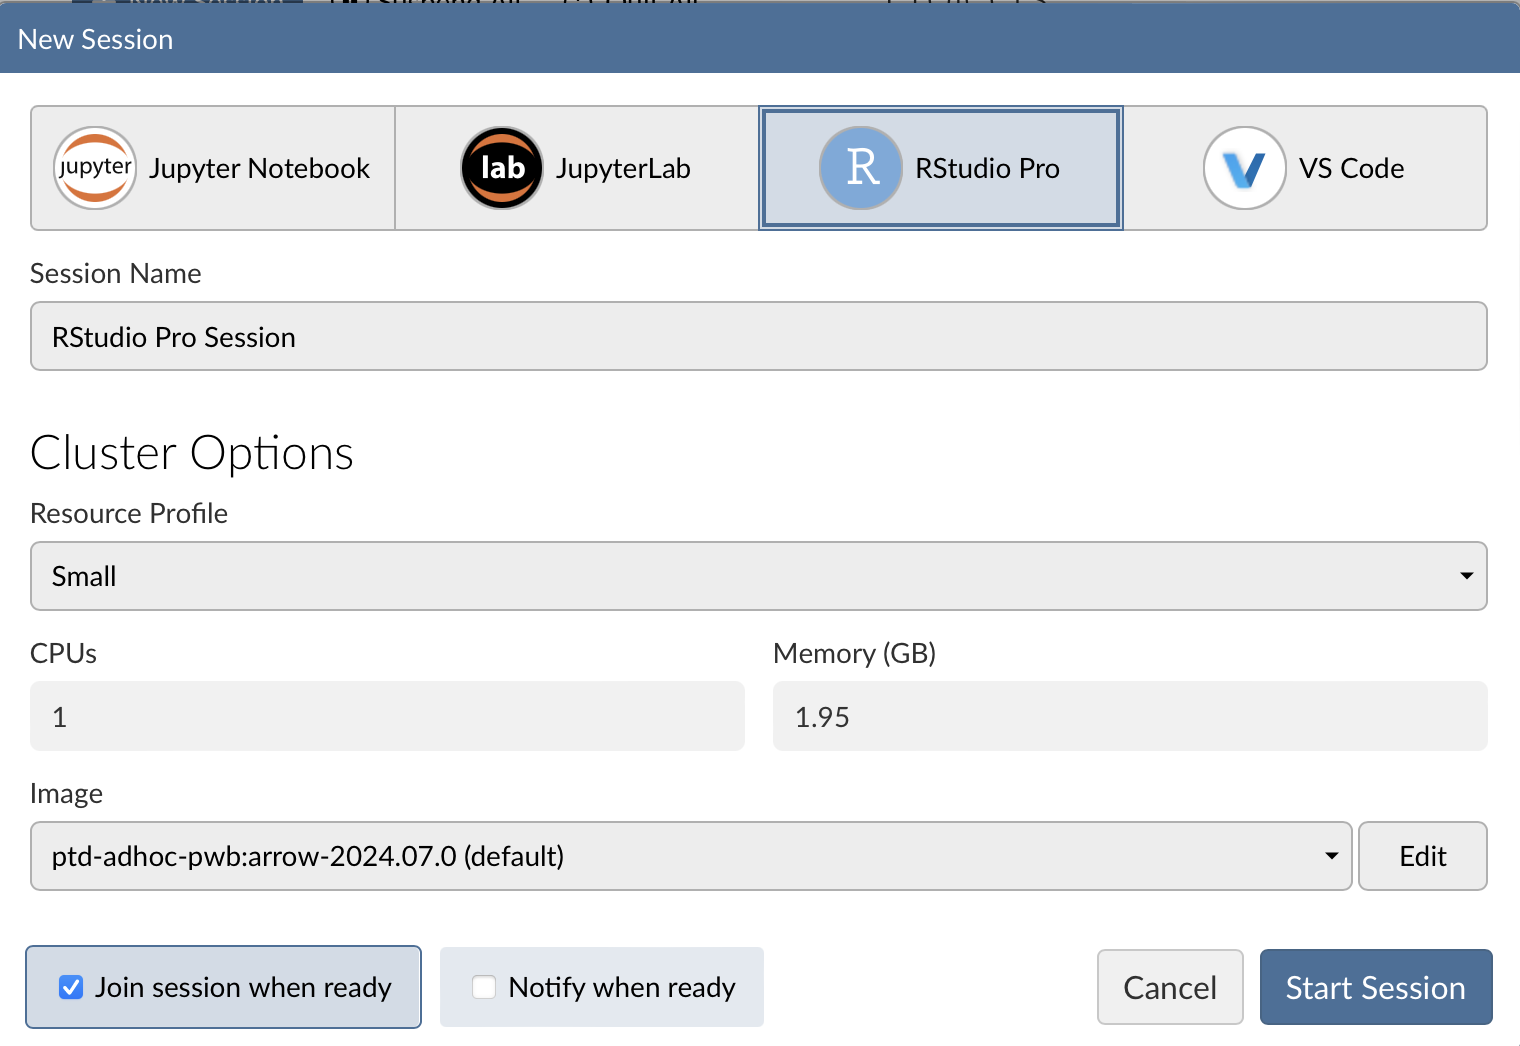 New Session
jupyter Jupyter Notebook
lab JupyterLab
R RStudio Pro
VS Code
Session Name
RStudio Pro Session
Cluster Options
Resource Profile
Small
CPUs
Memory (GB)
1
1.95
Image
ptd-adhoc-pwb:arrow-2024.07.0 (default)
Edit
Join session when ready
Notify when ready
Cancel
Start Session